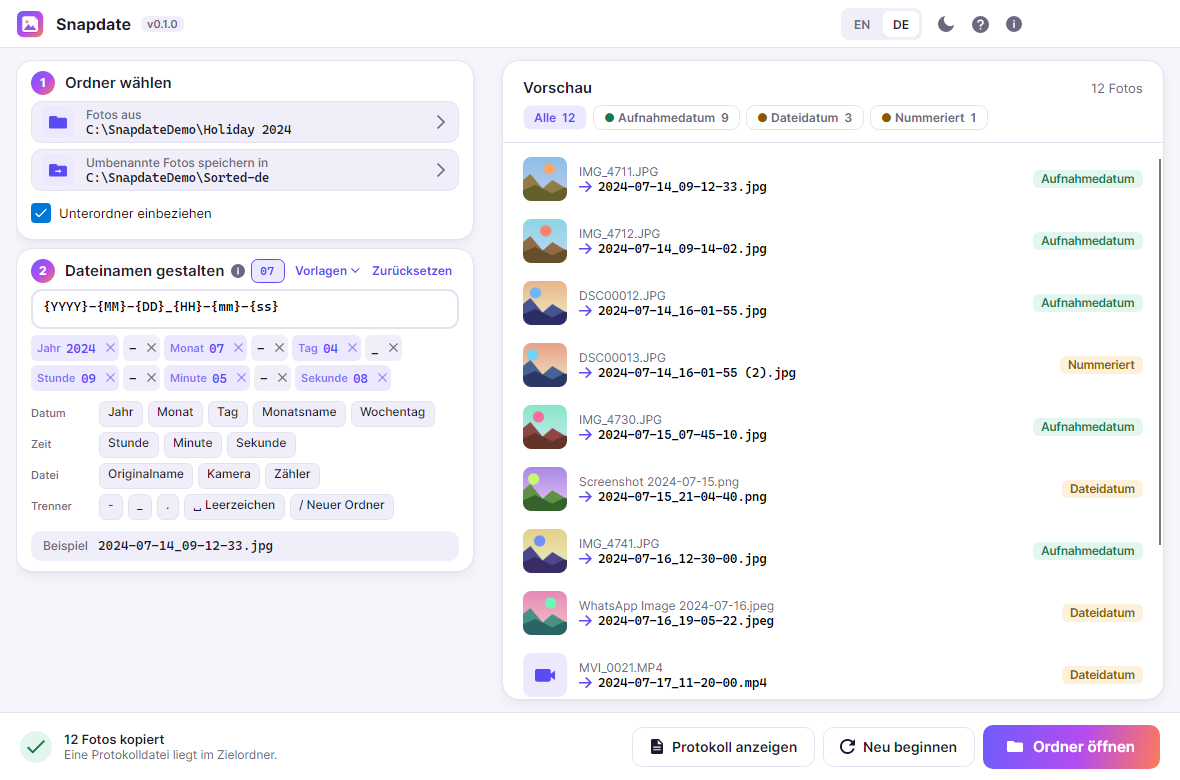 Snapdate v0.1.0 EN DE
1 Ordner wählen
Fotos aus
C:\SnapdateDemo\Holiday 2024
Umbenannte Fotos speichern in
C:\SnapdateDemo\Sorted-de
Unterordner einbeziehen
2 Dateinamen gestalten 07 Vorlagen Zurücksetzen
{YYYY}-{MM}-{DD}_{HH}-{mm}-{ss}
Jahr 2024 × – × Monat 07 × – × Tag 04 × _ ×
Stunde 09 × – × Minute 05 × – × Sekunde 08 ×
Datum Jahr Monat Tag Monatsname Wochentag
Zeit Stunde Minute Sekunde
Datei Originalname Kamera Zähler
Trenner - _ . ␣ Leerzeichen / Neuer Ordner
Beispiel 2024-07-14_09-12-33.jpg
Vorschau 12 Fotos
Alle 12 Aufnahmedatum 9 Dateidatum 3 Nummeriert 1
IMG_4711.JPG
→ 2024-07-14_09-12-33.jpg Aufnahmedatum
IMG_4712.JPG
→ 2024-07-14_09-14-02.jpg Aufnahmedatum
DSC00012.JPG
→ 2024-07-14_16-01-55.jpg Aufnahmedatum
DSC00013.JPG
→ 2024-07-14_16-01-55 (2).jpg Nummeriert
IMG_4730.JPG
→ 2024-07-15_07-45-10.jpg Aufnahmedatum
Screenshot 2024-07-15.png
→ 2024-07-15_21-04-40.png Dateidatum
IMG_4741.JPG
→ 2024-07-16_12-30-00.jpg Aufnahmedatum
WhatsApp Image 2024-07-16.jpeg
→ 2024-07-16_19-05-22.jpeg Dateidatum
MVI_0021.MP4
→ 2024-07-17_11-20-00.mp4 Dateidatum
12 Fotos kopiert
Eine Protokolldatei liegt im Zielordner.
Protokoll anzeigen Neu beginnen Ordner öffnen